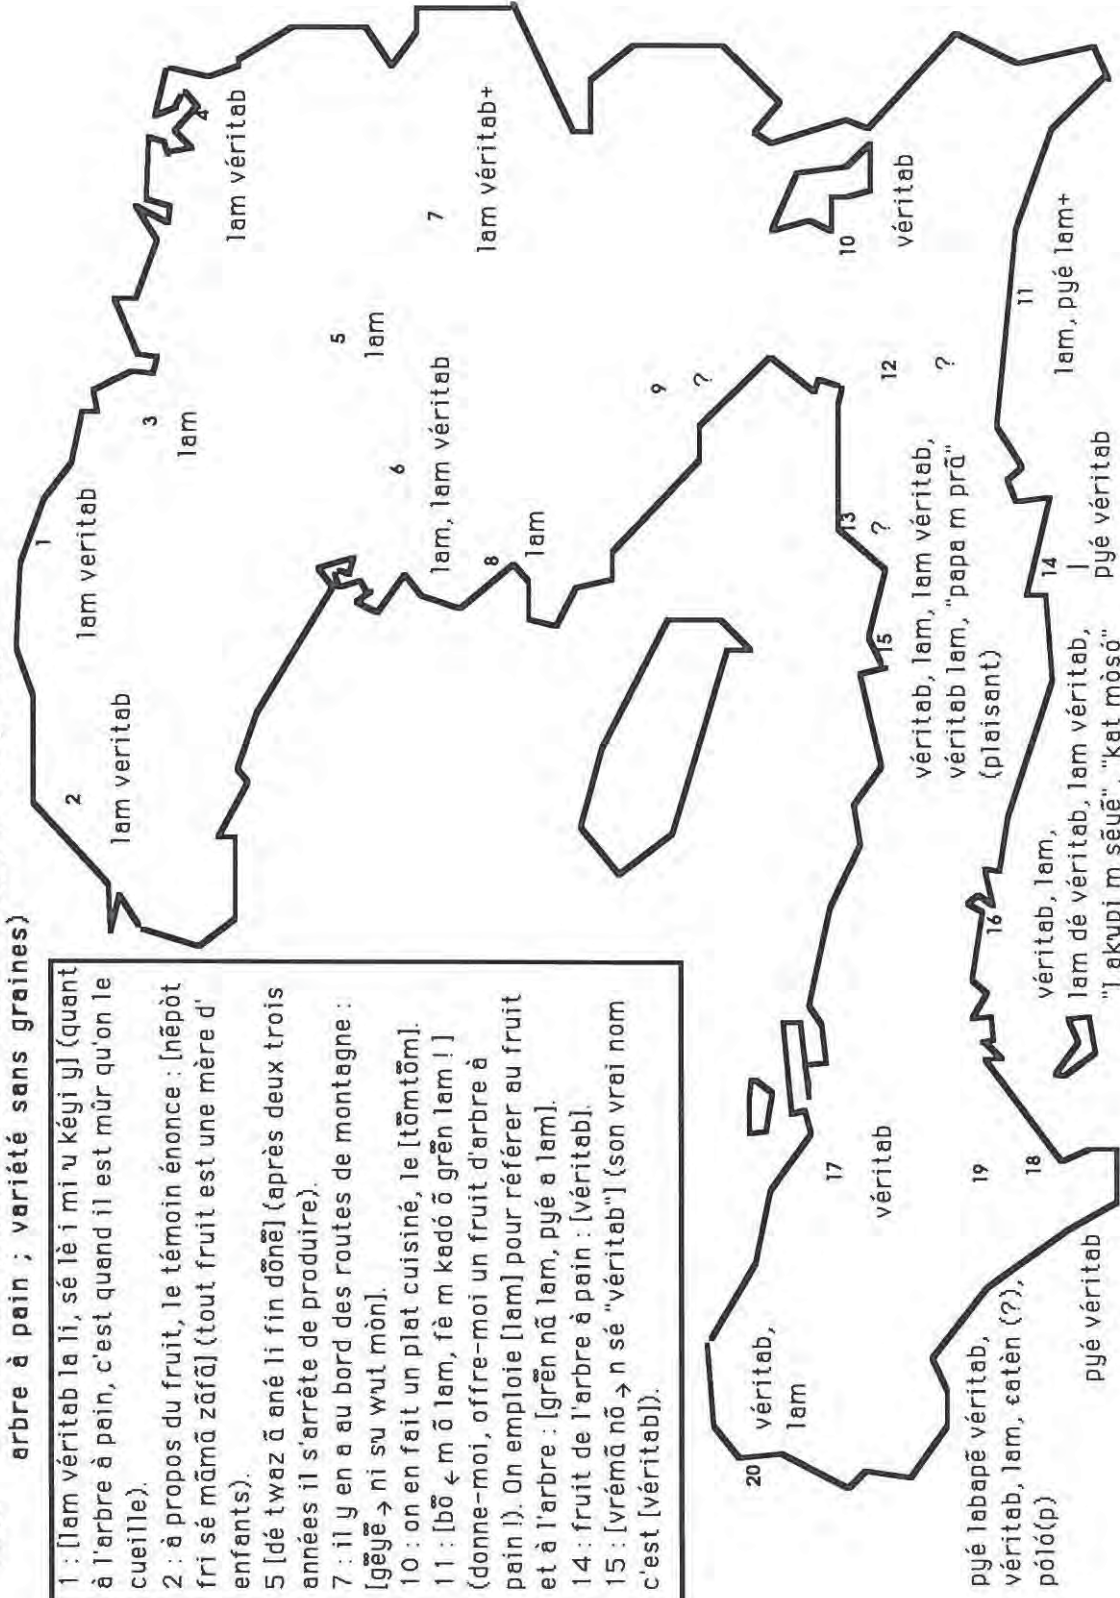 arbre à pain ; variété sans graines)
1 : [lam véritab la li, sé lè i mi ɴu kéyi y] (quant
à l'arbre à pain, c'est quand il est mûr qu'on le
cueille).
2 : à propos du fruit, le témoin énonce : [nẽpòt
fri sé mãmã zãfã] (tout fruit est une mère d'
enfants).
5 [dé twaz ã ané li fin dõnẽ] (après deux trois
années il s'arrête de produire).
7 : il y en a au bord des routes de montagne :
ni su wut mòn].
10 : on en fait un plat cuisiné, le [tõmtõm].
11 : [bõ ← m õ lam, fè m kadó õ grẽn lam ! ]
(donne-moi, offre-moi un fruit d'arbre à
pain !). On emploie [lam] pour référer au fruit
et à l'arbre : [grẽn nã lam, pyé a lam].
14 : fruit de l'arbre à pain : [véritab].
15 : [vrémã nõ → n sé "véritab"] (son vrai nom
c'est [véritab]).
1
lam veritab
2
lam veritab
3
lam
4
lam véritab
5
lam
6
lam, lam véritab
7
lam véritab+
8
lam
9
?
10
véritab
11
lam, pyé lam+
12
?
13
?
14
pyé véritab
15
véritab, lam, lam véritab,
véritab lam, "papa m prã"
(plaisant)
16
véritab, lam,
lam dé véritab, lam véritab,
"kat mòsó"
17
véritab
18
pyé véritab
19
pyé labapẽ véritab,
véritab, lam, ɛatèn (?),
póló(p)
20
véritab,
lam